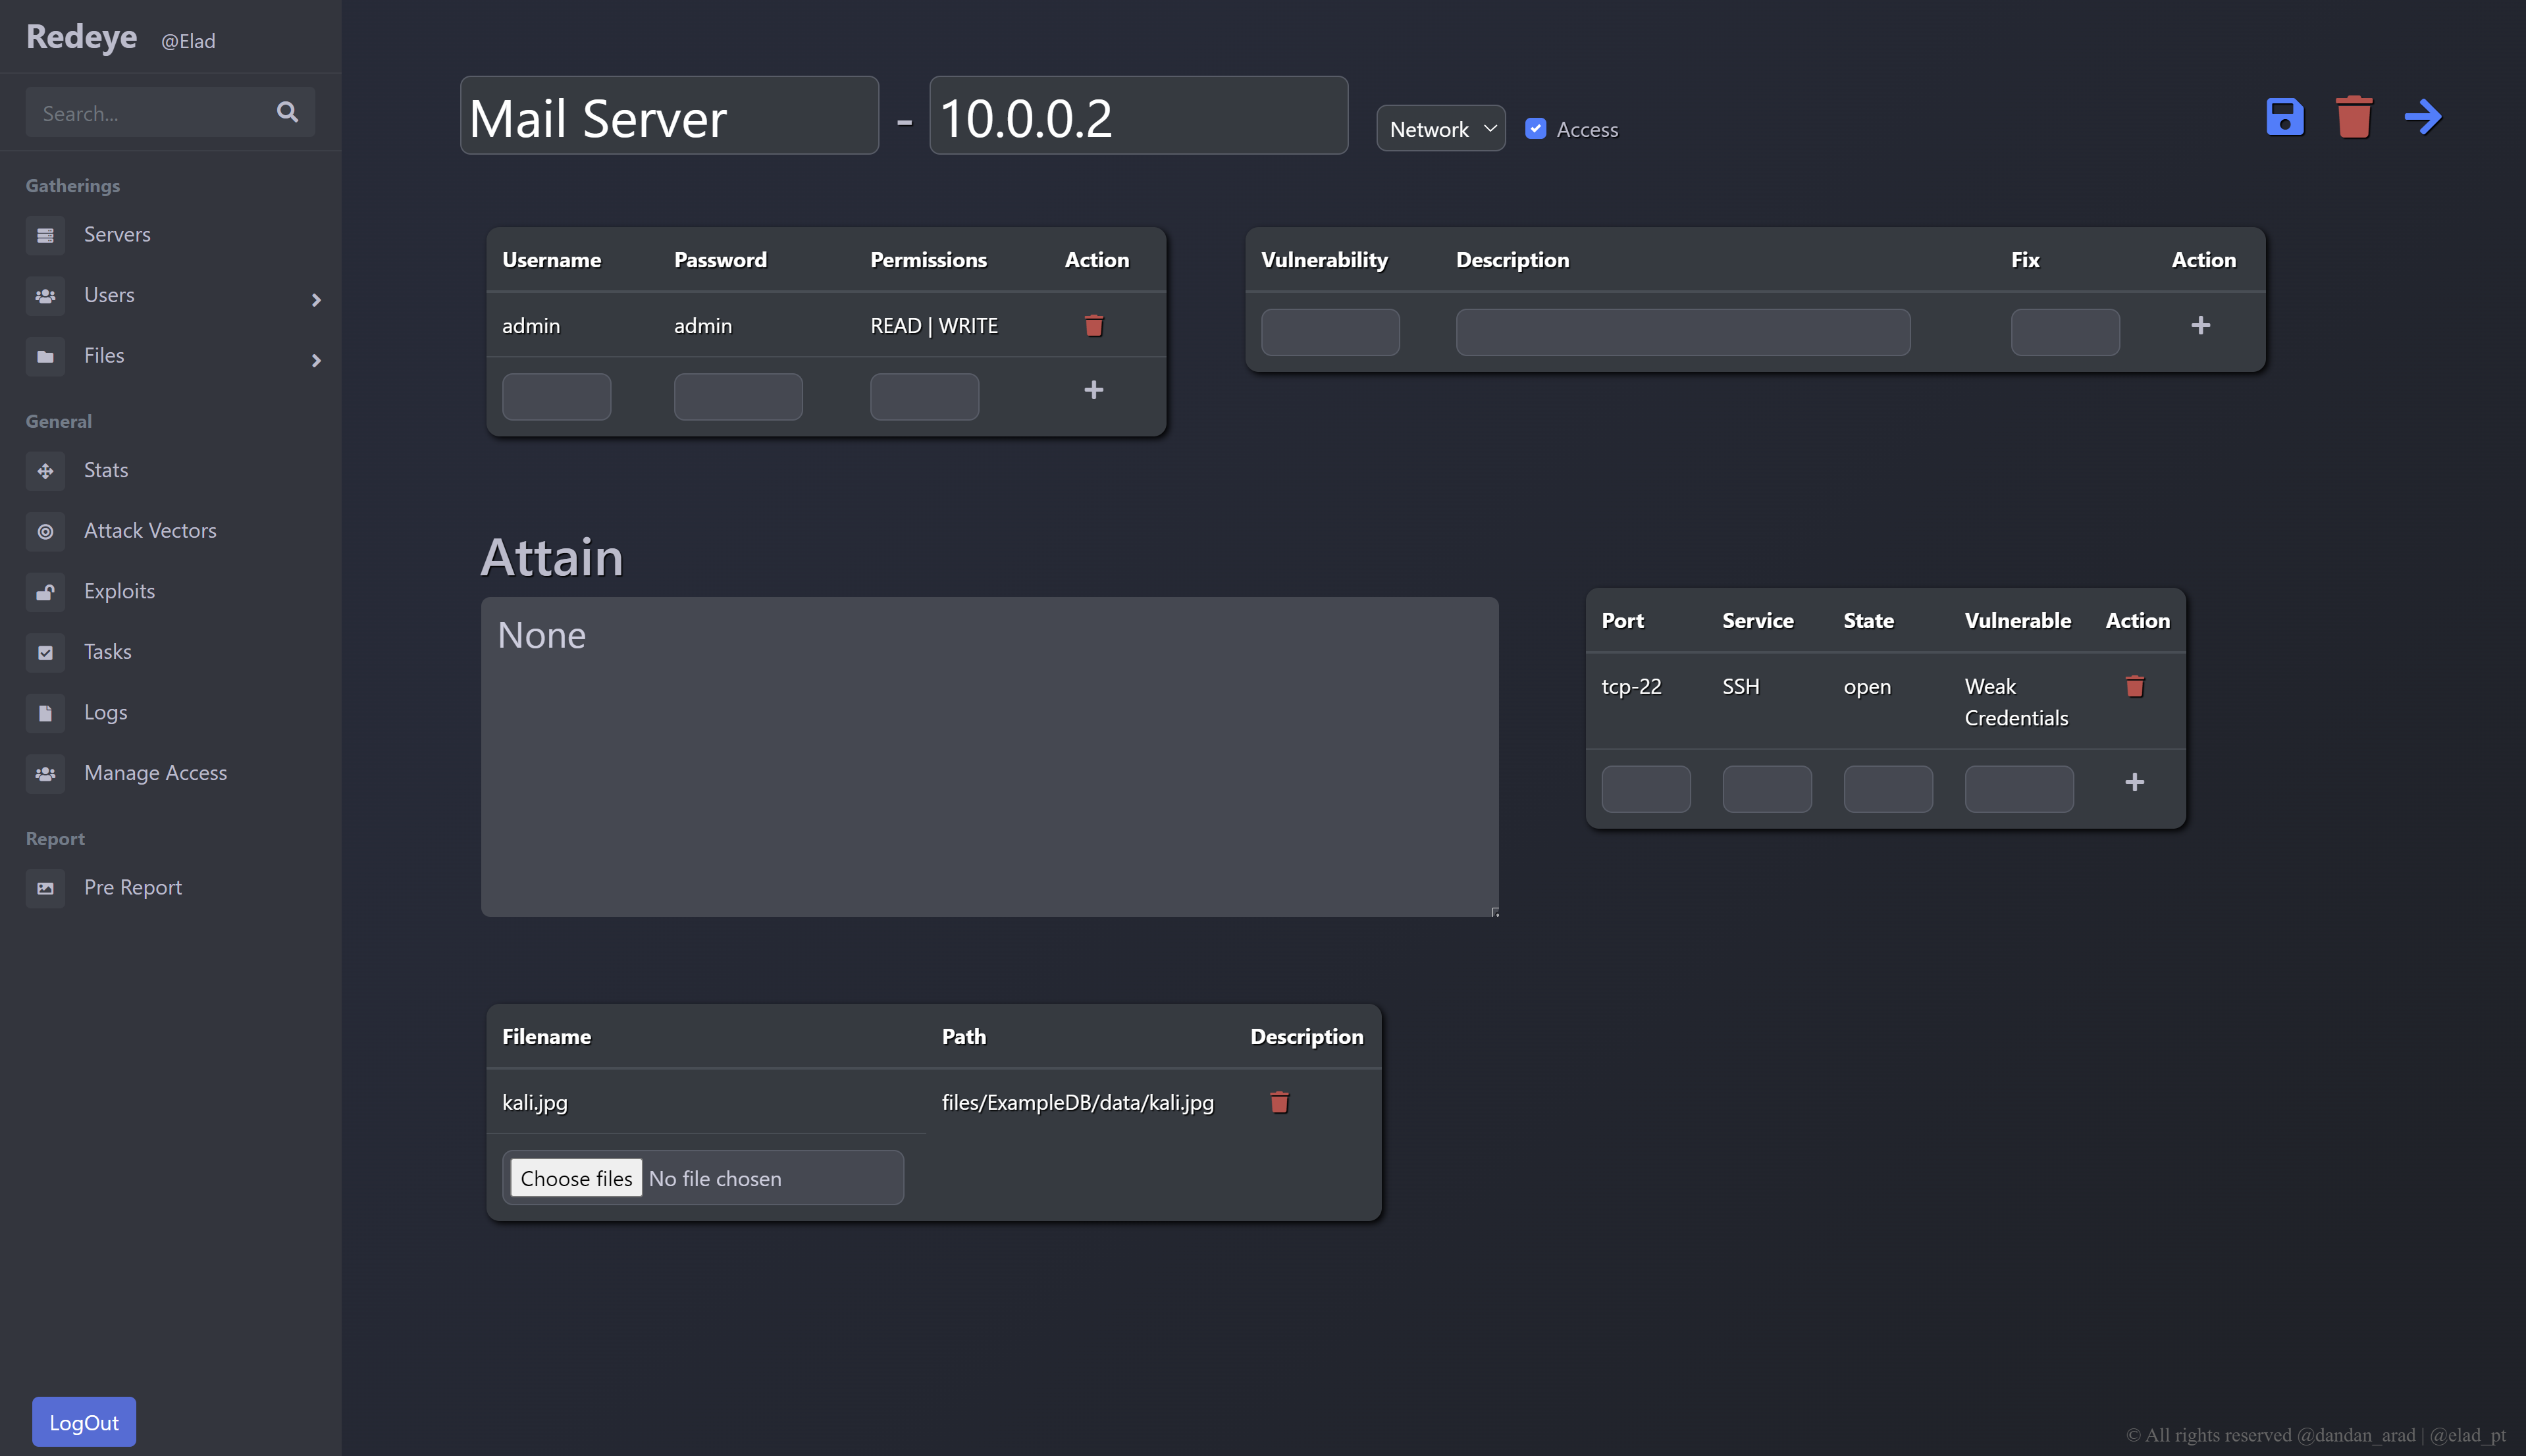 Redeye @Elad
Search...
Gatherings
Servers
Users
Files
General
Stats
Attack Vectors
Exploits
Tasks
Logs
Manage Access
Report
Pre Report
LogOut
Mail Server - 10.0.0.2 Network Access
Username Password Permissions Action
admin admin READ | WRITE
Vulnerability Description Fix Action
Attain
None
Port Service State Vulnerable Action
tcp-22 SSH open Weak
Credentials
Filename Path Description
kali.jpg files/ExampleDB/data/kali.jpg
Choose files No file chosen
© All rights reserved @dandan_arad | @elad_pt